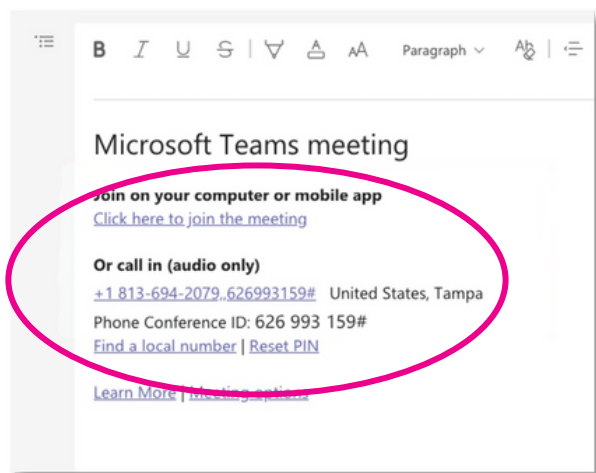 B I U S A AA Paragraph Ab
Microsoft Teams meeting
Join on your computer or mobile app
Click here to join the meeting
Or call in (audio only)
+1 813-694-2079,,626993159# United States, Tampa
Phone Conference ID: 626 993 159#
Find a local number | Reset PIN
Learn More | Meeting options